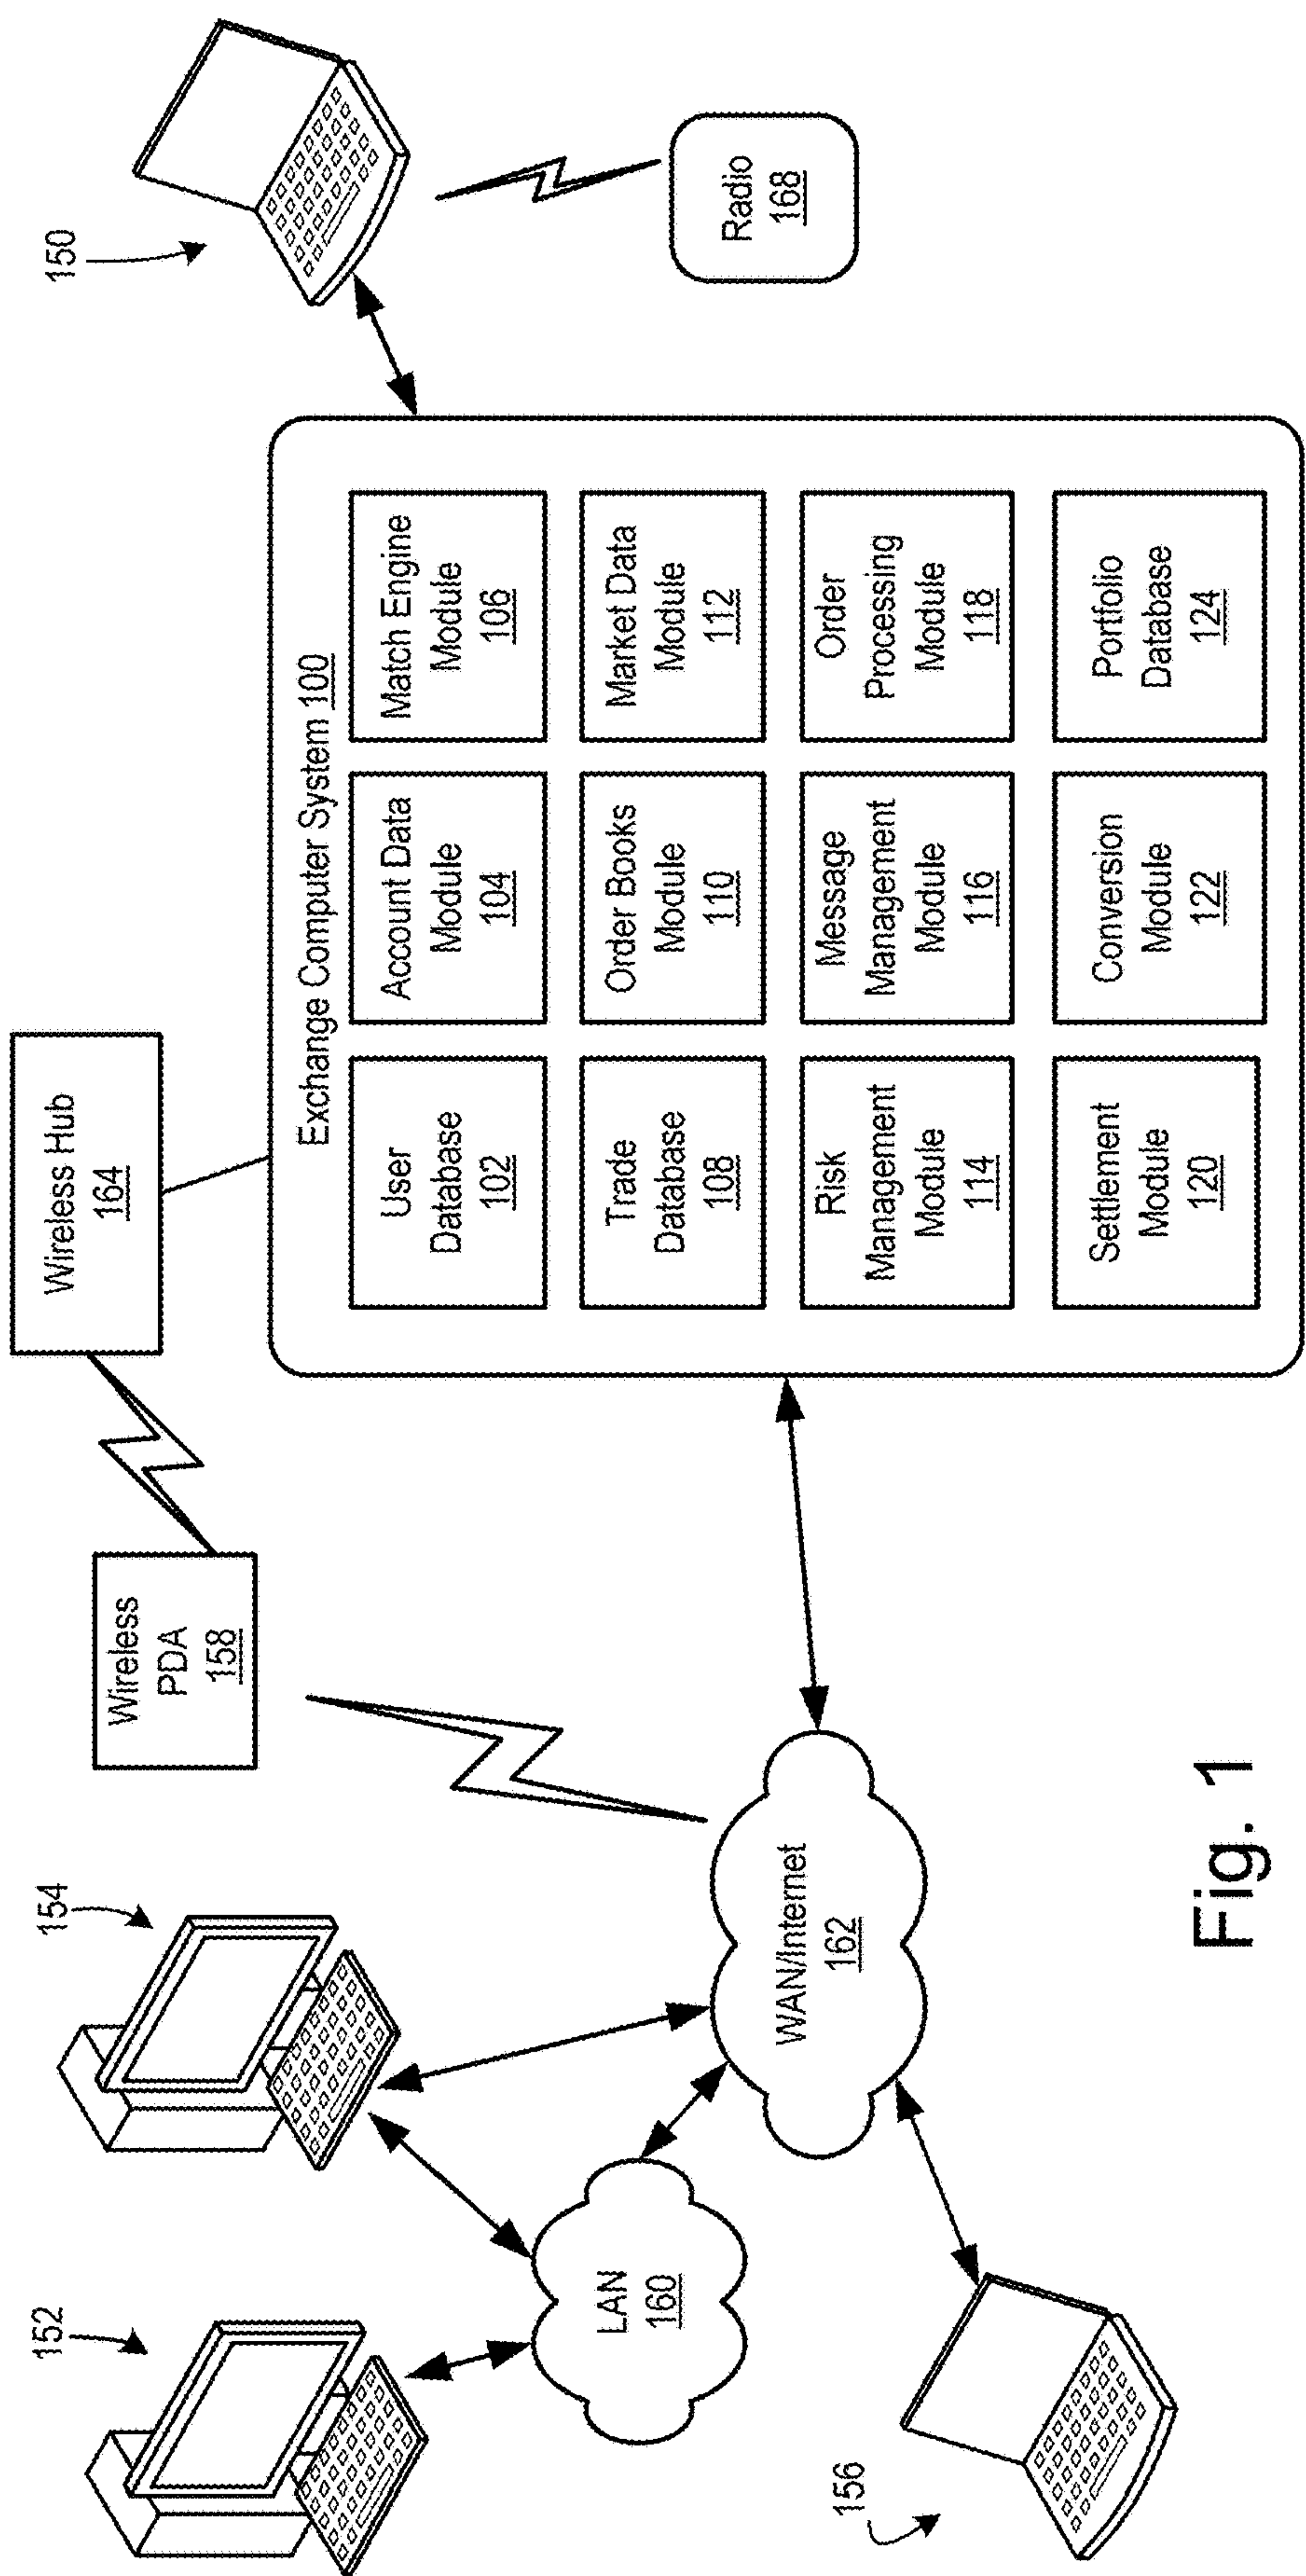 152
154
Wireless
PDA
158
Wireless Hub
164
150
LAN
160
WAN/Internet
162
156
Exchange Computer System 100
User
Database
102
Account Data
Module
104
Match Engine
Module
106
Trade
Database
108
Order Books
Module
110
Market Data
Module
112
Risk
Management
Module
114
Message
Management
Module
116
Order
Processing
Module
118
Settlement
Module
120
Conversion
Module
122
Portfolio
Database
124
Radio
168
Fig. 1